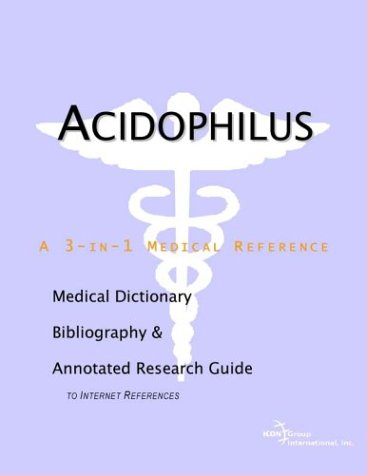 ACIDOPHILUS
A 3-IN-1 MEDICAL REFERENCE
Medical Dictionary
Bibliography &
Annotated Research Guide
TO INTERNET REFERENCES
ICON Group
International, Inc.